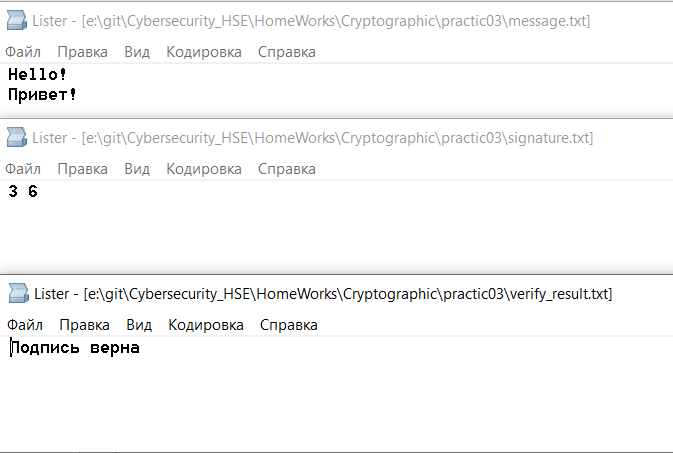 Lister - [e:\git\Cybersecurity_HSE\HomeWorks\Cryptographic\practic03\message.txt]
Файл Правка Вид Кодировка Справка
Hello!
Привет!
Lister - [e:\git\Cybersecurity_HSE\HomeWorks\Cryptographic\practic03\signature.txt]
Файл Правка Вид Кодировка Справка
3 6
Lister - [e:\git\Cybersecurity_HSE\HomeWorks\Cryptographic\practic03\verify_result.txt]
Файл Правка Вид Кодировка Справка
Подпись верна